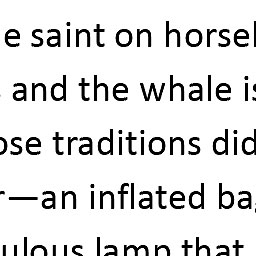 e saint on horse
and the whale is
ose traditions did
—an inflated ba
ulous lamp that